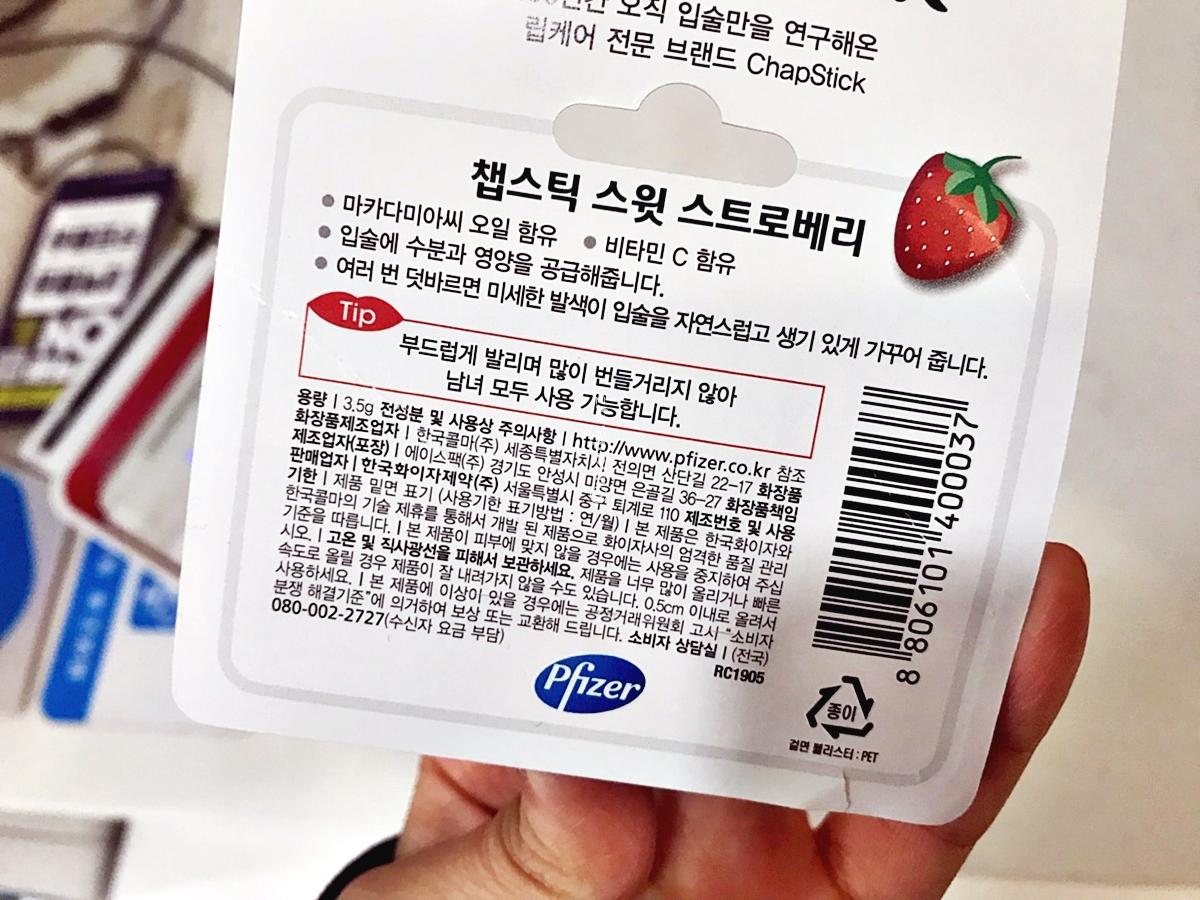 오직 입술만을 연구해온
립케어 전문 브랜드 ChapStick
챕스틱 스윗 스트로베리
마카다미아씨 오일 함유 비타민 C 함유
입술에 수분과 영양을 공급해줍니다.
여러 번 덧바르면 미세한 발색이 입술을 자연스럽고 생기 있게 가꾸어 줍니다.
Tip
부드럽게 발리며 많이 번들거리지 않아
남녀 모두 사용 가능합니다.
용량 | 3.5g 전성분 및 사용상 주의사항 | http://www.pfizer.co.kr 참조
화장품제조업자 | 한국콜마(주) 세종특별자치시 전의면 산단길 22-17 화장품
제조업자(포장) | 에이스팩(주) 경기도 안성시 미양면 은골길 36-27 화장품책임
판매업자 | 한국화이자제약(주) 서울특별시 중구 퇴계로 110 제조번호 및 사용
기한 | 제품 밑면 표기 (사용기한 표기방법 : 연/월) | 본 제품은 한국화이자와
한국콜마의 기술 제휴를 통해서 개발 된 제품으로 화이자사의 엄격한 품질 관리
기준을 따릅니다. | 본 제품이 피부에 맞지 않을 경우에는 사용을 중지하여 주십
시오. | 고온 및 직사광선을 피해서 보관하세요. 제품을 너무 많이 올리거나 빠른
속도로 올릴 경우 제품이 잘 내려가지 않을 수도 있습니다. 0.5cm 이내로 올려서
사용하세요. | 본 제품에 이상이 있을 경우에는 공정거래위원회 고시 "소비자
분쟁 해결기준"에 의거하여 보상 또는 교환해 드립니다. 소비자 상담실 | (전국)
080-002-2727(수신자 요금 부담)
RC1905
Pfizer
8 806101 400037
종이
겉면 블리스터 : PET